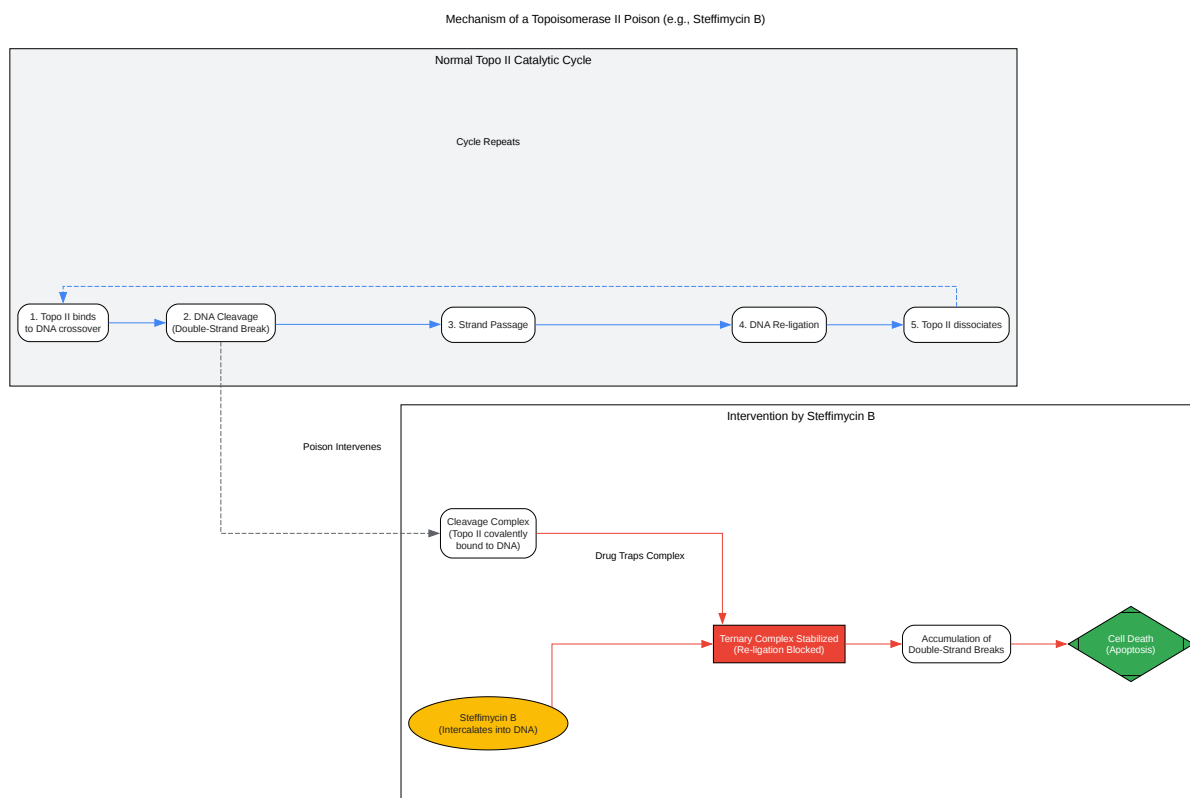 Mechanism of a Topoisomerase II Poison (e.g., Steffimycin B)
Normal Topo II Catalytic Cycle
Cycle Repeats
1. Topo II binds
to DNA crossover
2. DNA Cleavage
(Double-Strand Break)
3. Strand Passage
4. DNA Re-ligation
5. Topo II dissociates
Intervention by Steffimycin B
Poison Intervenes
Cleavage Complex
(Topo II covalently
bound to DNA)
Drug Traps Complex
Ternary Complex Stabilized
(Re-ligation Blocked)
Accumulation of
Double-Strand Breaks
Cell Death
(Apoptosis)
Steffimycin B
(Intercalates into DNA)